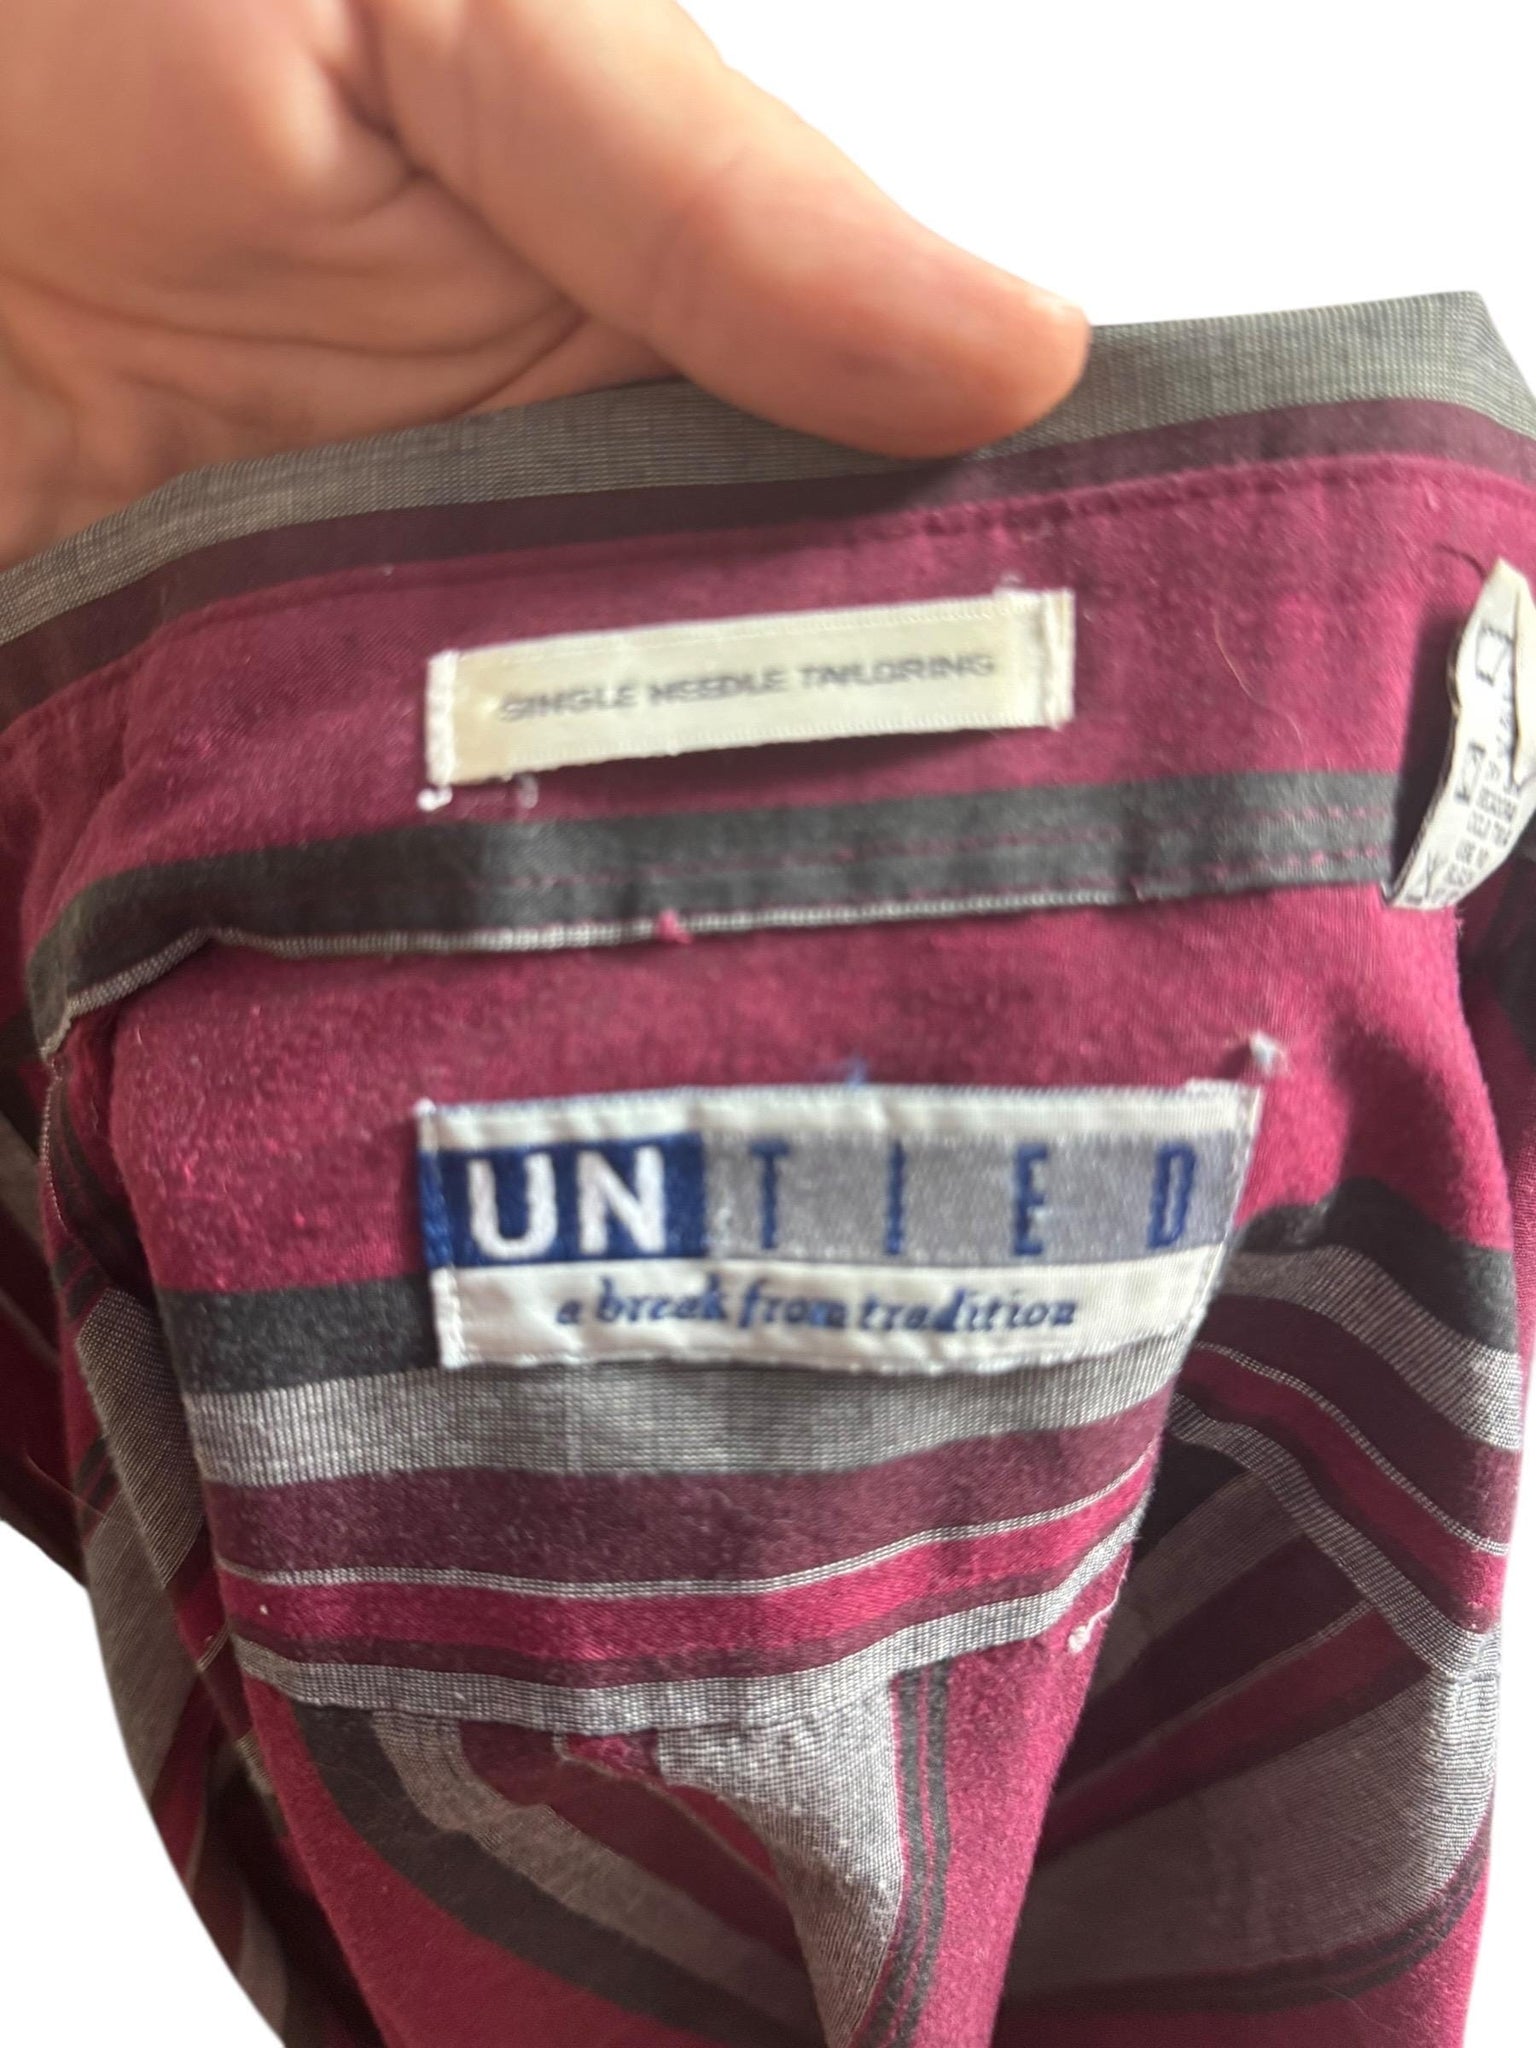 SINGLE NEEDLE TAILORING
UNTIED
a break from tradition